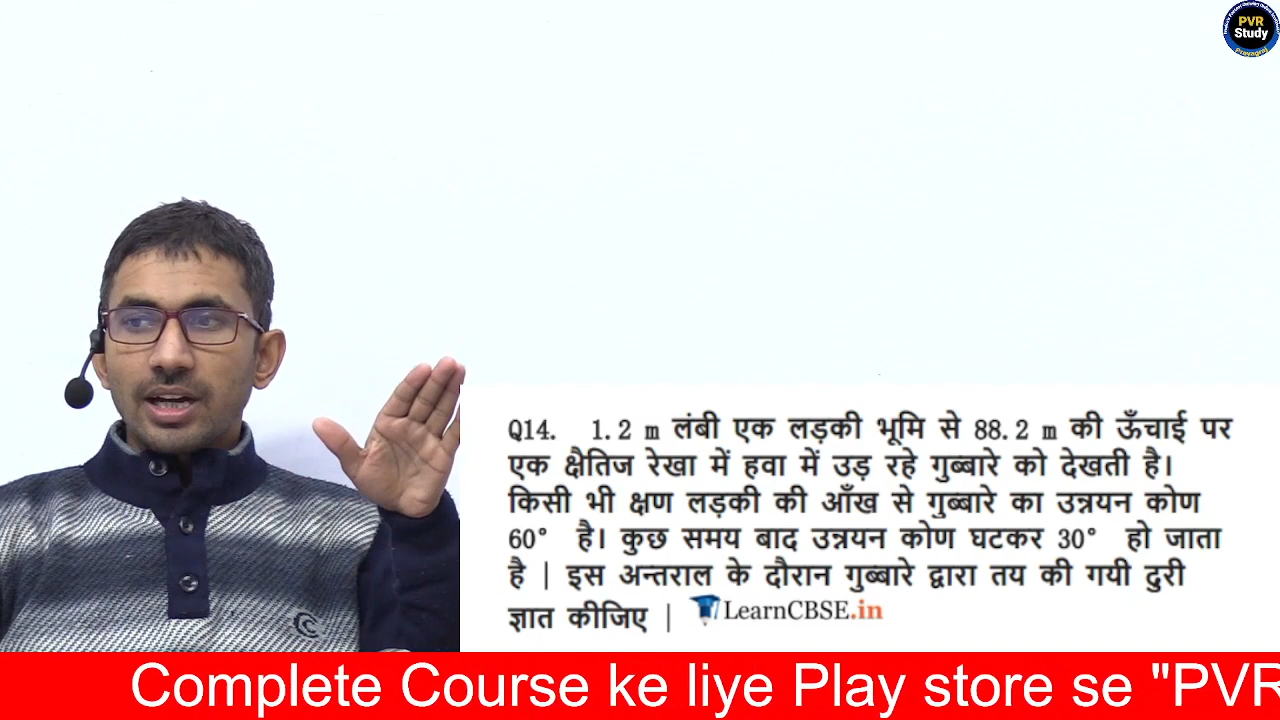 PVR
Study
Prayagraj
Q14. 1.2 m लंबी एक लड़की भूमि से 88.2 m की ऊँचाई पर
एक क्षैतिज रेखा में हवा में उड़ रहे गुब्बारे को देखती है।
किसी भी क्षण लड़की की आँख से गुब्बारे का उन्नयन कोण
60° है। कुछ समय बाद उन्नयन कोण घटकर 30° हो जाता
है | इस अन्तराल के दौरान गुब्बारे द्वारा तय की गयी दुरी
ज्ञात कीजिए | LearnCBSE.in
Complete Course ke liye Play store se "PVR